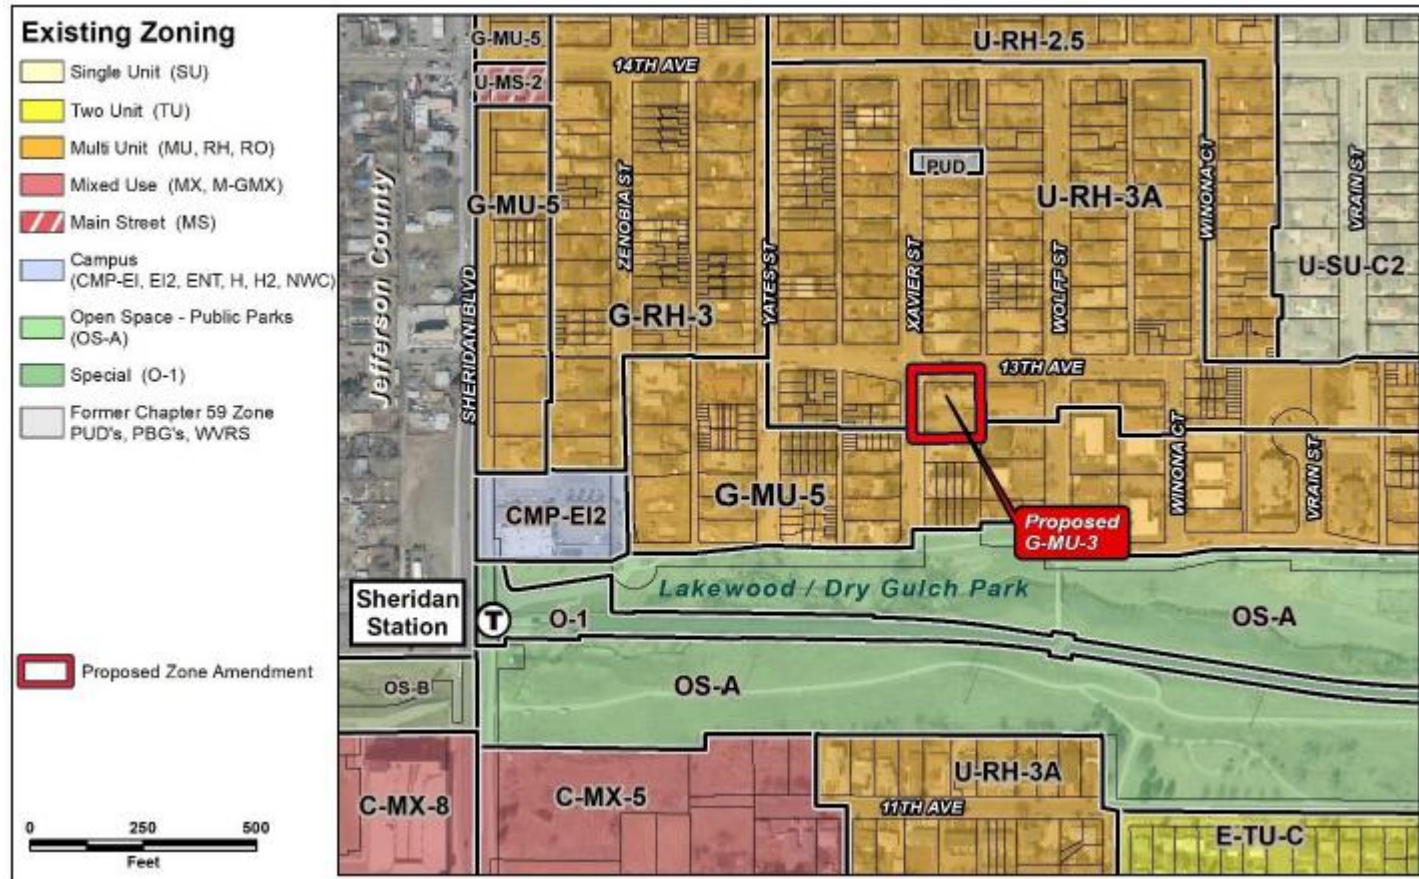 Existing Zoning
Single Unit (SU)
Two Unit (TU)
Multi Unit (MU, RH, RO)
Mixed Use (MX, M-GMX)
Main Street (MS)
Campus
(CMP-EI, EI2, ENT, H, H2, NWC)
Open Space - Public Parks
(OS-A)
Special (O-1)
Former Chapter 59 Zone
PUD's, PBG's, WVRS
Proposed Zone Amendment
0 250 500
Feet
G-MU-5
U-RH-2.5
14TH AVE
U-MS-2
PUD
Jefferson County
G-MU-5
ZENOBIA ST
U-RH-3A
WINONA CT
VRAIN ST
U-SU-C2
SHERIDAN BLVD
G-RH-3
YATES ST
XAVIER ST
WOLFF ST
13TH AVE
WINONA CT
VRAIN ST
G-MU-5
CMP-EI2
Proposed
G-MU-3
Lakewood / Dry Gulch Park
Sheridan
Station
T
O-1
OS-A
OS-B
OS-A
U-RH-3A
C-MX-8
C-MX-5
11TH AVE
E-TU-C